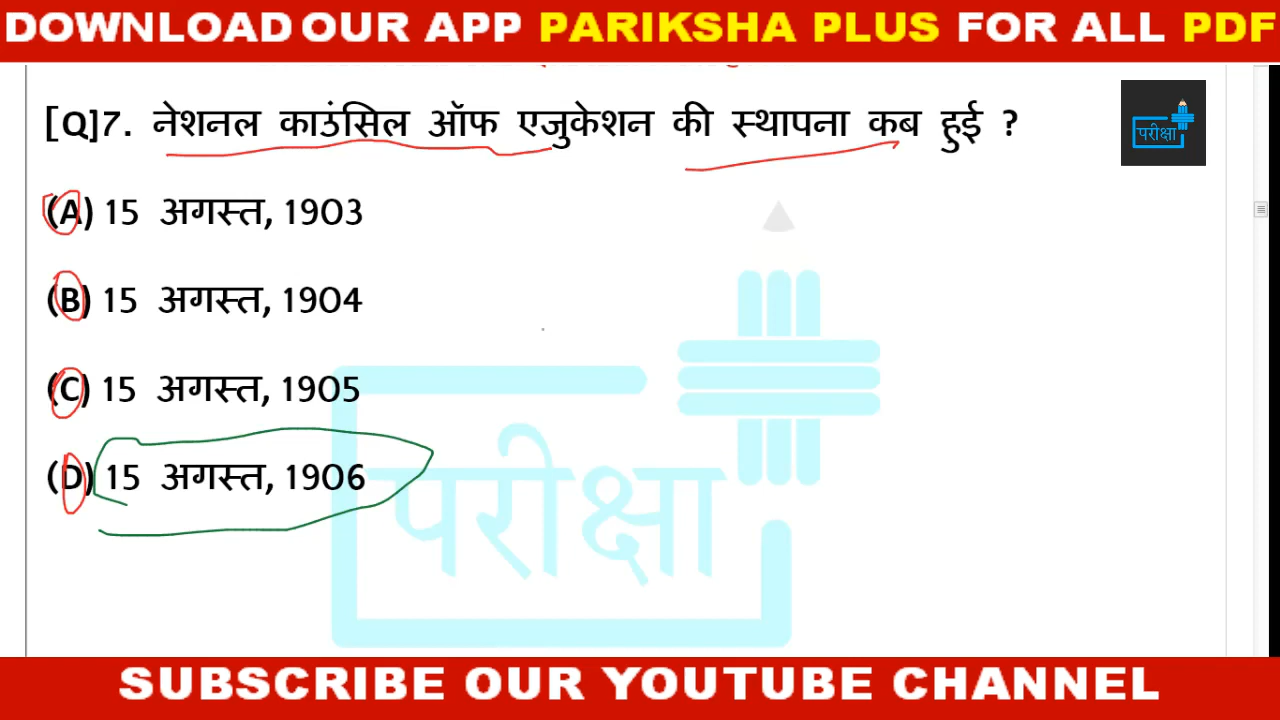 DOWNLOAD OUR APP PARIKSHA PLUS FOR ALL PDF
[Q]7. नेशनल काउंसिल ऑफ एजुकेशन की स्थापना कब हुई ?
परीक्षा
(A) 15 अगस्त, 1903
(B) 15 अगस्त, 1904
(C) 15 अगस्त, 1905
(D) 15 अगस्त, 1906
परीक्षा
SUBSCRIBE OUR YOUTUBE CHANNEL